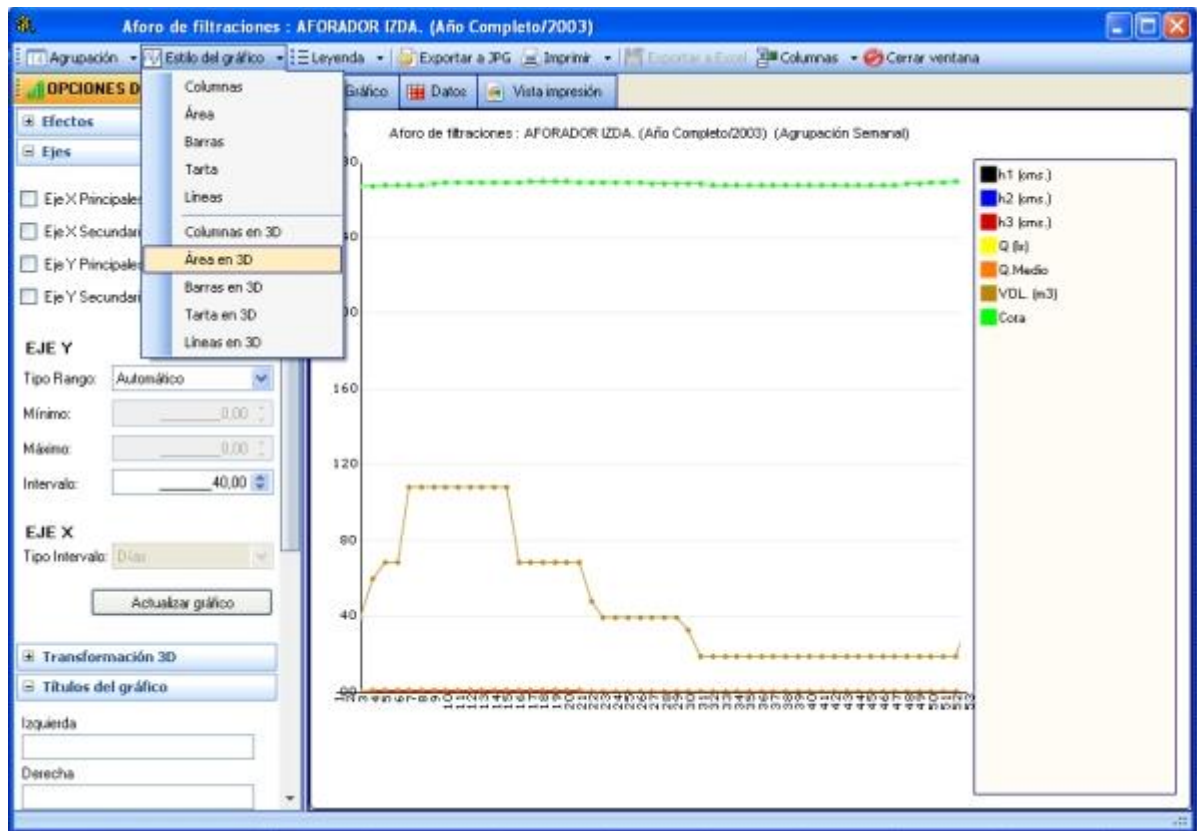 Aforo de filtraciones : AFORADOR IZDA. (Año Completo/2003)
Agrupación Estilo del gráfico Leyenda Exportar a JPG Imprimir Exportar a Excel Columnas Cerrar ventana
OPCIONES D Gráfico Datos Vista impresión
Columnas
Área
Barras
Tarta
Líneas
Columnas en 3D
Área en 3D
Barras en 3D
Tarta en 3D
Líneas en 3D
Efectos
Ejes
Eje X Principales
Eje X Secundari
Eje Y Principales
Eje Y Secundari
EJE Y
Tipo Rango: Automático
Mínimo: 0,00
Máximo: 0,00
Intervalo: 40,00
EJE X
Tipo Intervalo: Días
Actualizar gráfico
Transformación 3D
Títulos del gráfico
Izquierda
Derecha
Aforo de filtraciones : AFORADOR IZDA. (Año Completo/2003) (Agrupación Semanal)
160
120
80
40
h1 (cms.)
h2 (cms.)
h3 (cms.)
Q (lx)
Q.Medio
VOL. (m3)
Cota